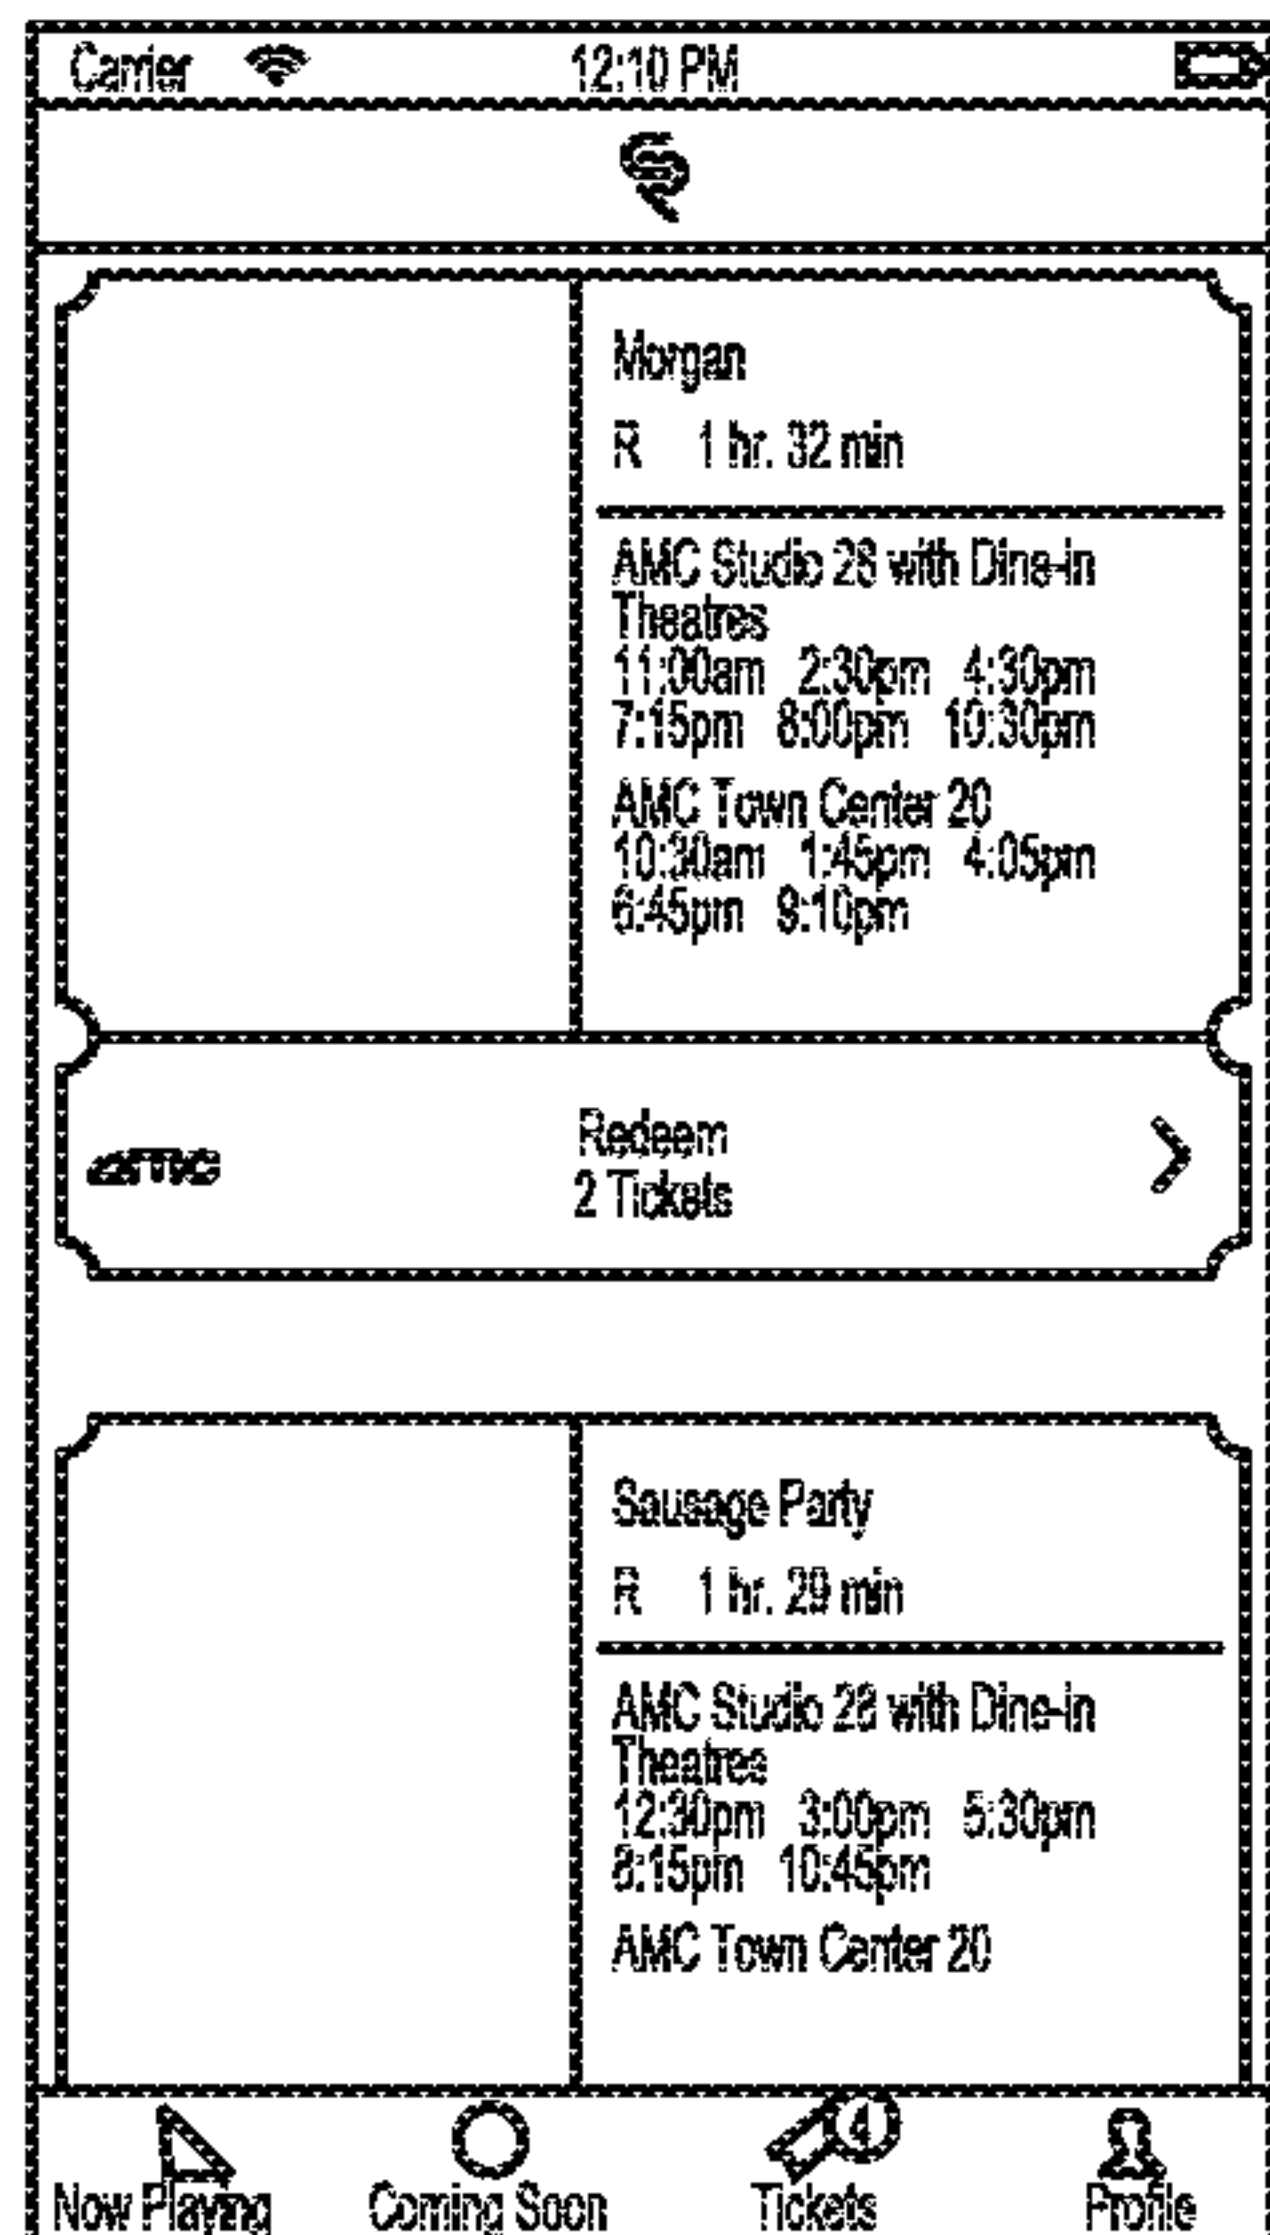 Carrier 12:10 PM
Morgan
R 1 hr. 32 min
AMC Studio 28 with Dine-in
Theatres
11:00am 2:30pm 4:30pm
7:15pm 8:00pm 10:30pm
AMC Town Center 20
10:30am 1:45pm 4:05pm
6:45pm 9:10pm
amc
Redeem
2 Tickets
Sausage Party
R 1 hr. 29 min
AMC Studio 28 with Dine-in
Theatres
12:30pm 3:00pm 5:30pm
8:15pm 10:45pm
AMC Town Center 20
4
Now Playing Coming Soon Tickets Profile